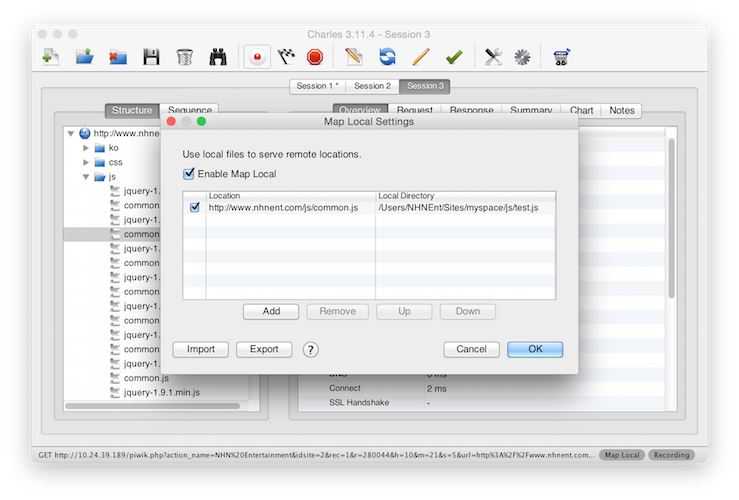 Charles 3.11.4 - Session 3
Session 1 * Session 2 Session 3
Structure Sequence Overview Request Response Summary Chart Notes
Map Local Settings
Use local files to serve remote locations.
Enable Map Local
Location Local Directory
http://www.nhnent.com/js/common.js /Users/NHNEnt/Sites/myspace/js/test.js
Add Remove Up Down
Import Export ? Cancel OK
http://www.nhne
ko
css
js
jquery-1
common
jquery-1.
common
jquery-1
common
jquery-1
common
jquery-1.
common
jquery-1
common
jquery-1
common.js
jquery-1.9.1.min.js
Connect 2 ms
SSL Handshake -
GET http://10.24.39.189/piwik.php?action_name=NHN%20Entertainment&idsite=2&rec=1&r=280044&h=10&m=21&s=5&url=http%3A%2F%2Fwww.nhnent.com... Map Local Recording